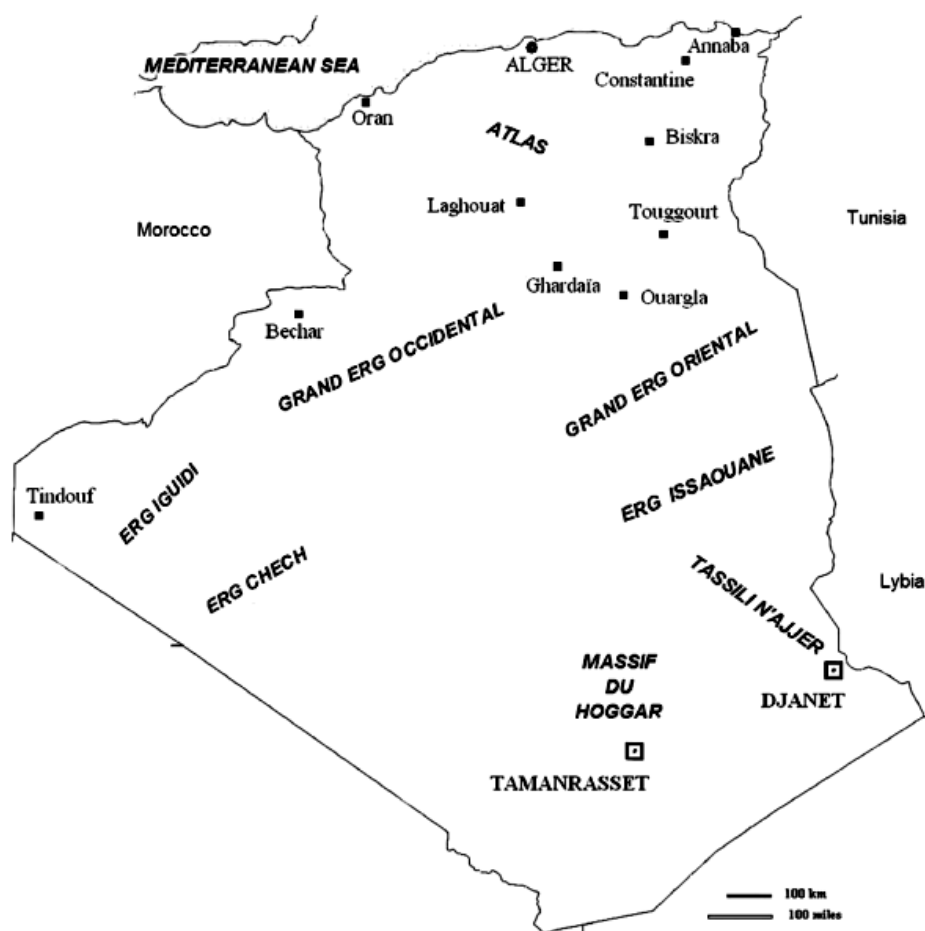 Annaba
MEDITERRANEAN SEA
ALGER
Constantine
Oran
ATLAS
Biskra
Laghouat
Touggourt
Tunisia
Morocco
Ghardaïa
Ouargla
Bechar
GRAND ERG OCCIDENTAL
GRAND ERG ORIENTAL
ERG ISSAOUANE
Tindouf
ERG IGUIDI
ERG CHECH
TASSILI N'AJJER
Lybia
MASSIF
DU
HOGGAR
DJANET
TAMANRASSET
100 km
100 miles